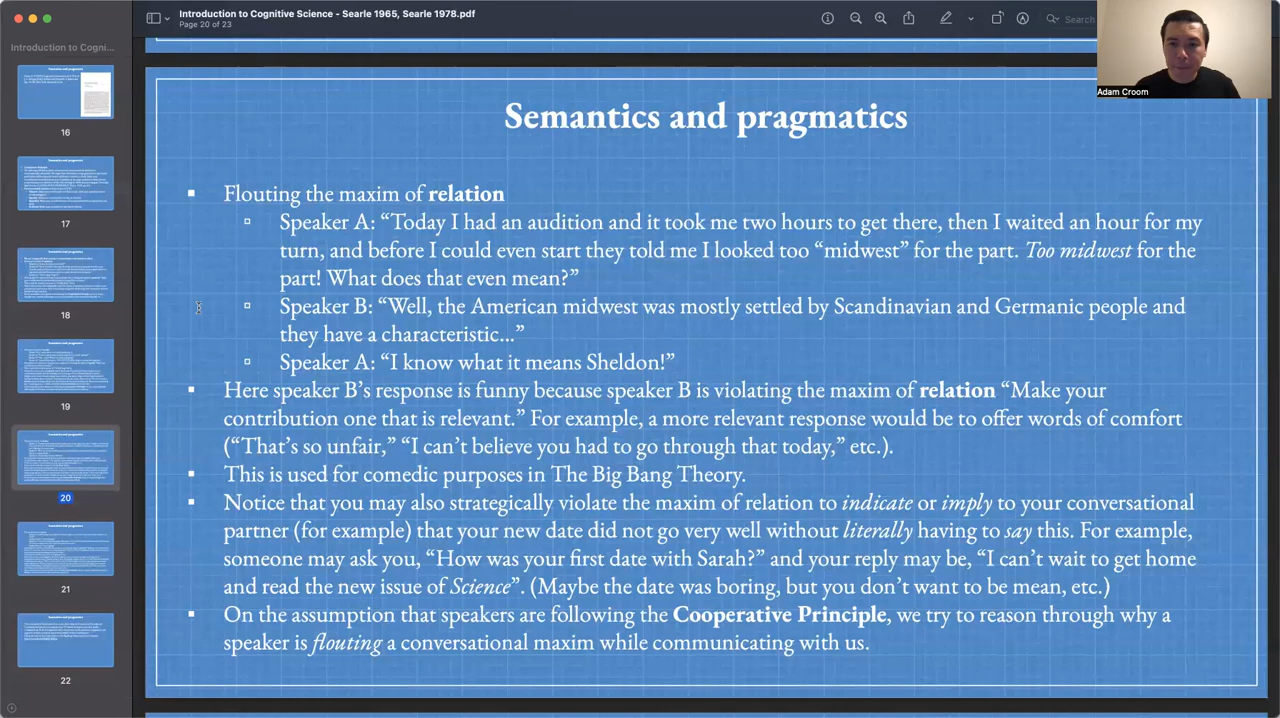 Introduction to Cognitive Science - Searle 1965, Searle 1978.pdf
Page 20 of 23
Search
Adam Croom
Introduction to Cogni...
16
17
18
19
20
21
22
Semantics and pragmatics
Flouting the maxim of relation
Speaker A: “Today I had an audition and it took me two hours to get there, then I waited an hour for my
turn, and before I could even start they told me I looked too “midwest” for the part. Too midwest for the
part! What does that even mean?”
Speaker B: “Well, the American midwest was mostly settled by Scandinavian and Germanic people and
they have a characteristic...”
Speaker A: “I know what it means Sheldon!”
Here speaker B’s response is funny because speaker B is violating the maxim of relation “Make your
contribution one that is relevant.” For example, a more relevant response would be to offer words of comfort
(“That’s so unfair,” “I can’t believe you had to go through that today,” etc.).
This is used for comedic purposes in The Big Bang Theory.
Notice that you may also strategically violate the maxim of relation to indicate or imply to your conversational
partner (for example) that your new date did not go very well without literally having to say this. For example,
someone may ask you, “How was your first date with Sarah?” and your reply may be, “I can’t wait to get home
and read the new issue of Science”. (Maybe the date was boring, but you don’t want to be mean, etc.)
On the assumption that speakers are following the Cooperative Principle, we try to reason through why a
speaker is flouting a conversational maxim while communicating with us.